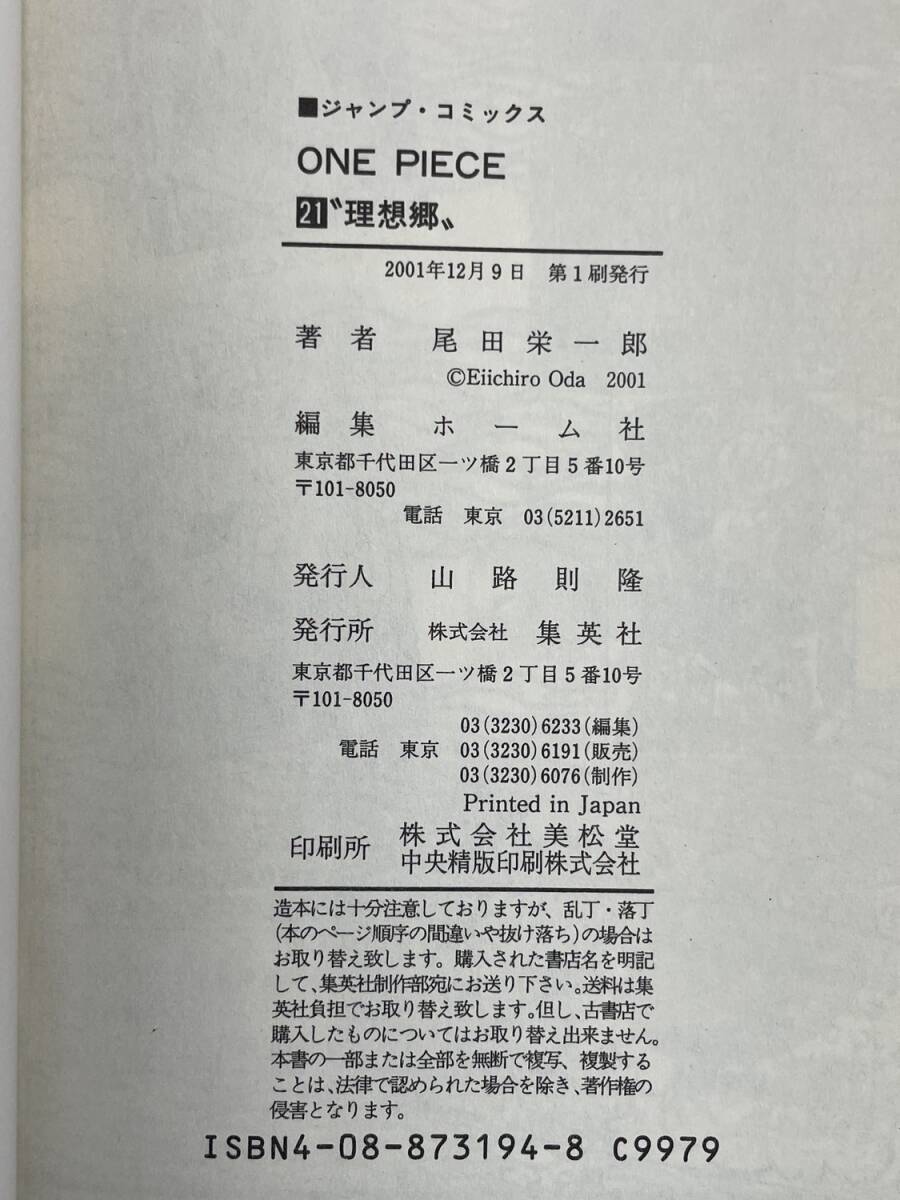 ■ジャンプ・コミックス
ONE PIECE
21〝理想郷〟
2001年12月9日 第1刷発行
著者 尾田栄一郎
©Eiichiro Oda 2001
編集 ホーム社
東京都千代田区一ツ橋2丁目5番10号
〒101-8050
電話 東京 03(5211)2651
発行人 山路則隆
発行所 株式会社 集英社
東京都千代田区一ツ橋2丁目5番10号
〒101-8050
03(3230)6233(編集)
電話 東京 03(3230)6191(販売)
03(3230)6076(制作)
Printed in Japan
印刷所 株式会社美松堂
中央精版印刷株式会社
造本には十分注意しておりますが、乱丁・落丁
(本のページ順序の間違いや抜け落ち)の場合は
お取り替え致します。購入された書店名を明記
して、集英社制作部宛にお送り下さい。送料は集
英社負担でお取り替え致します。但し、古書店で
購入したものについてはお取り替え出来ません。
本書の一部または全部を無断で複写、複製する
ことは、法律で認められた場合を除き、著作権の
侵害となります。
ISBN4-08-873194-8 C9979